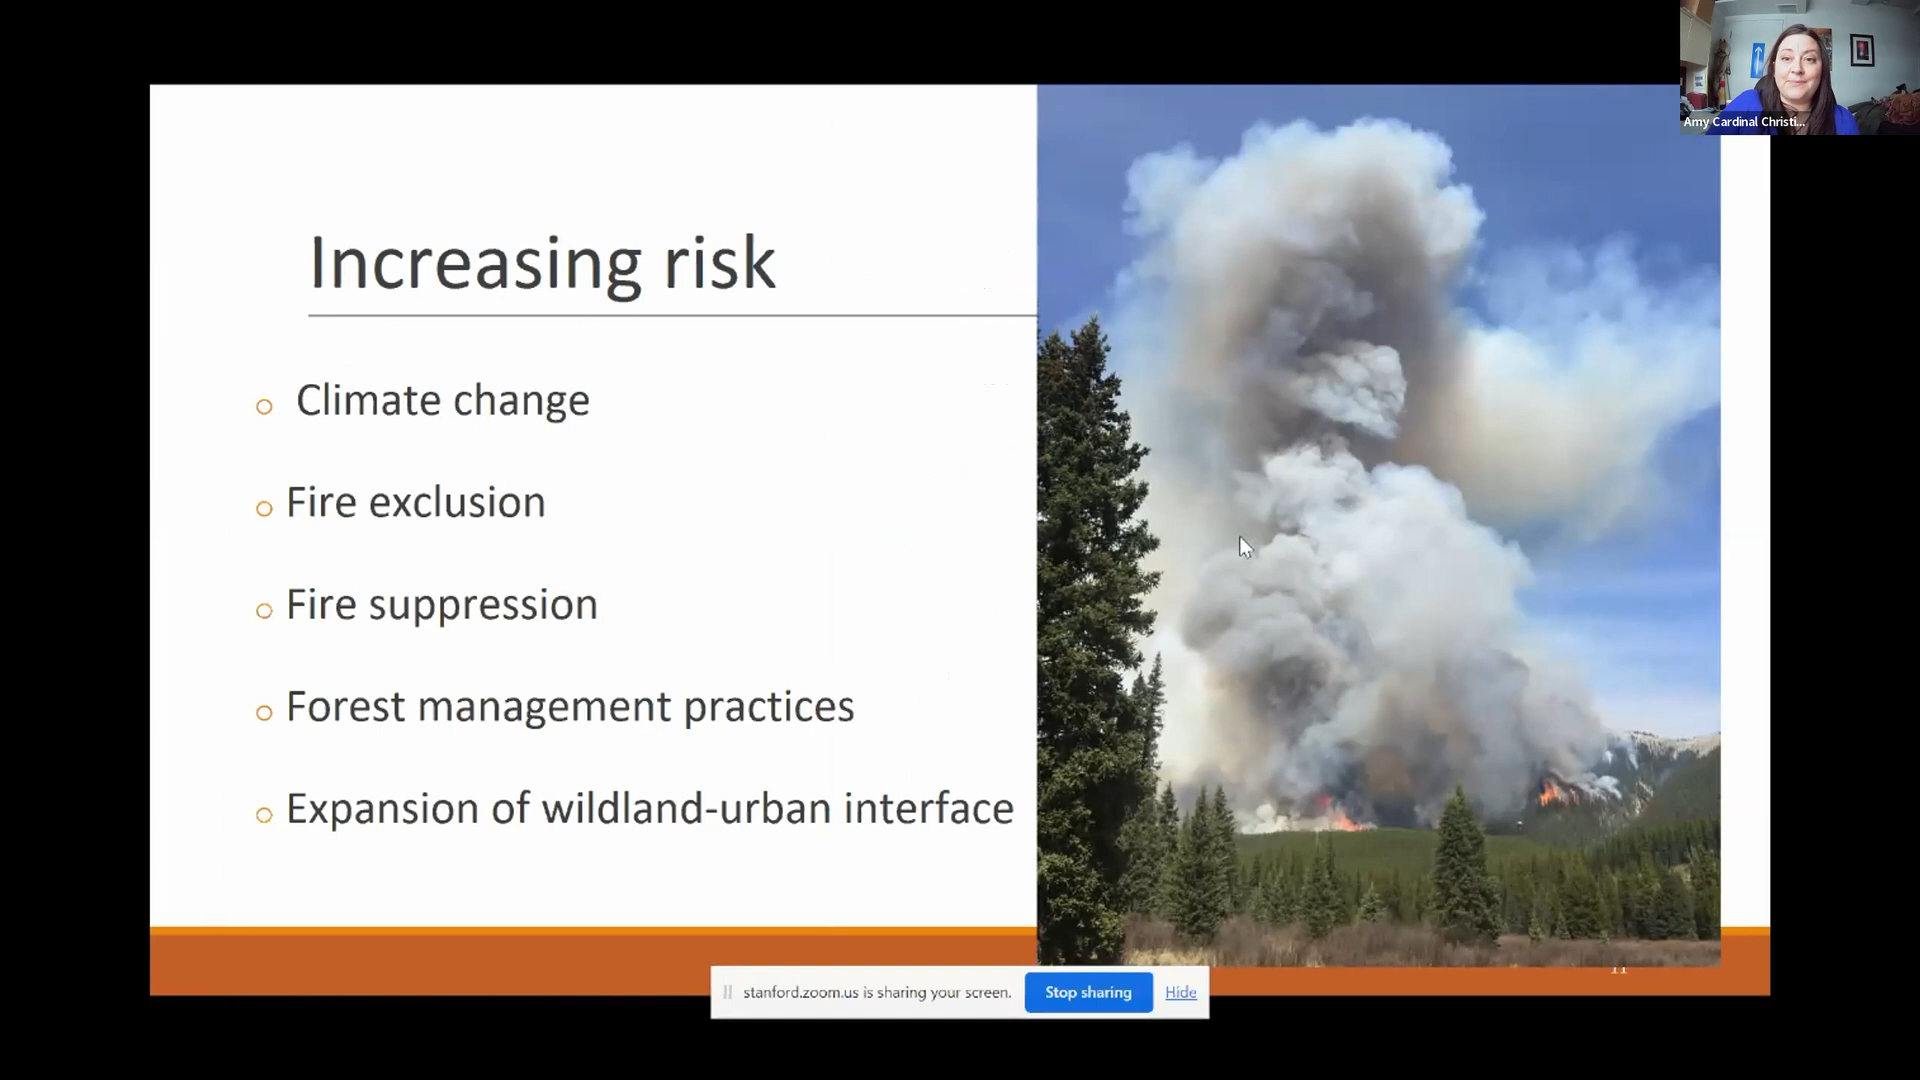 Amy Cardinal Christi...
Increasing risk
Climate change
Fire exclusion
Fire suppression
Forest management practices
Expansion of wildland-urban interface
11
stanford.zoom.us is sharing your screen.
Stop sharing
Hide